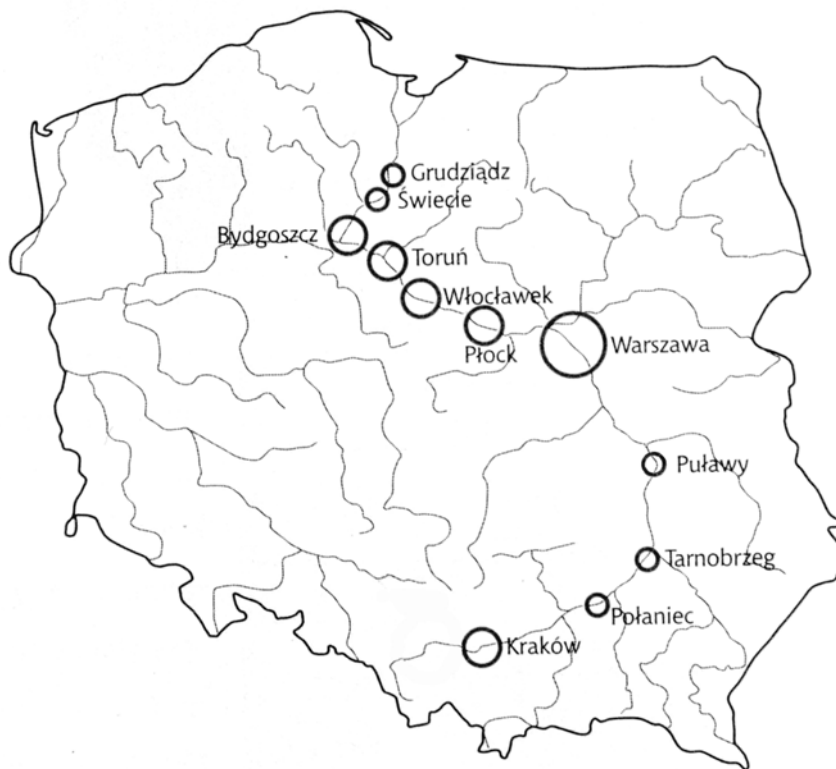 Grudziądz
Świecie
Bydgoszcz
Toruń
Włocławek
Płock
Warszawa
Puławy
Tarnobrzeg
Połaniec
Kraków